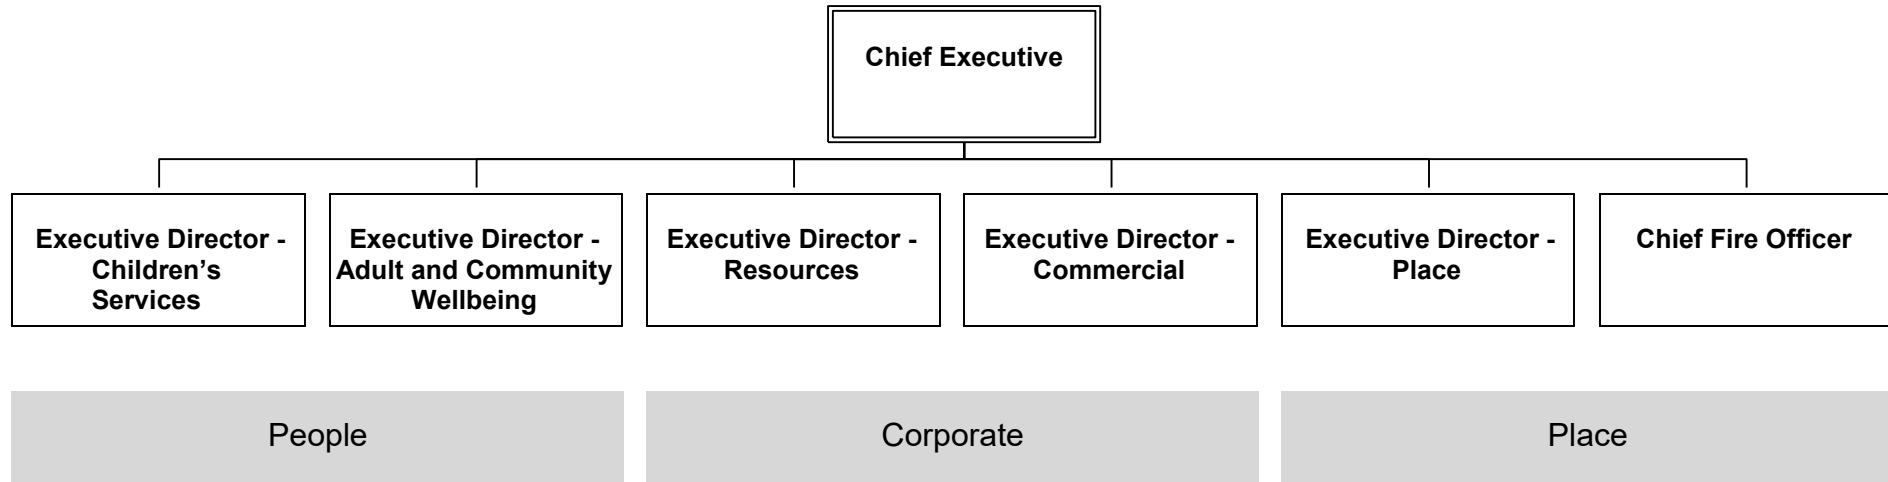 Chief Executive
Executive Director -
Children’s
Services
Executive Director -
Adult and Community
Wellbeing
Executive Director -
Resources
Executive Director -
Commercial
Executive Director -
Place
Chief Fire Officer
People
Corporate
Place